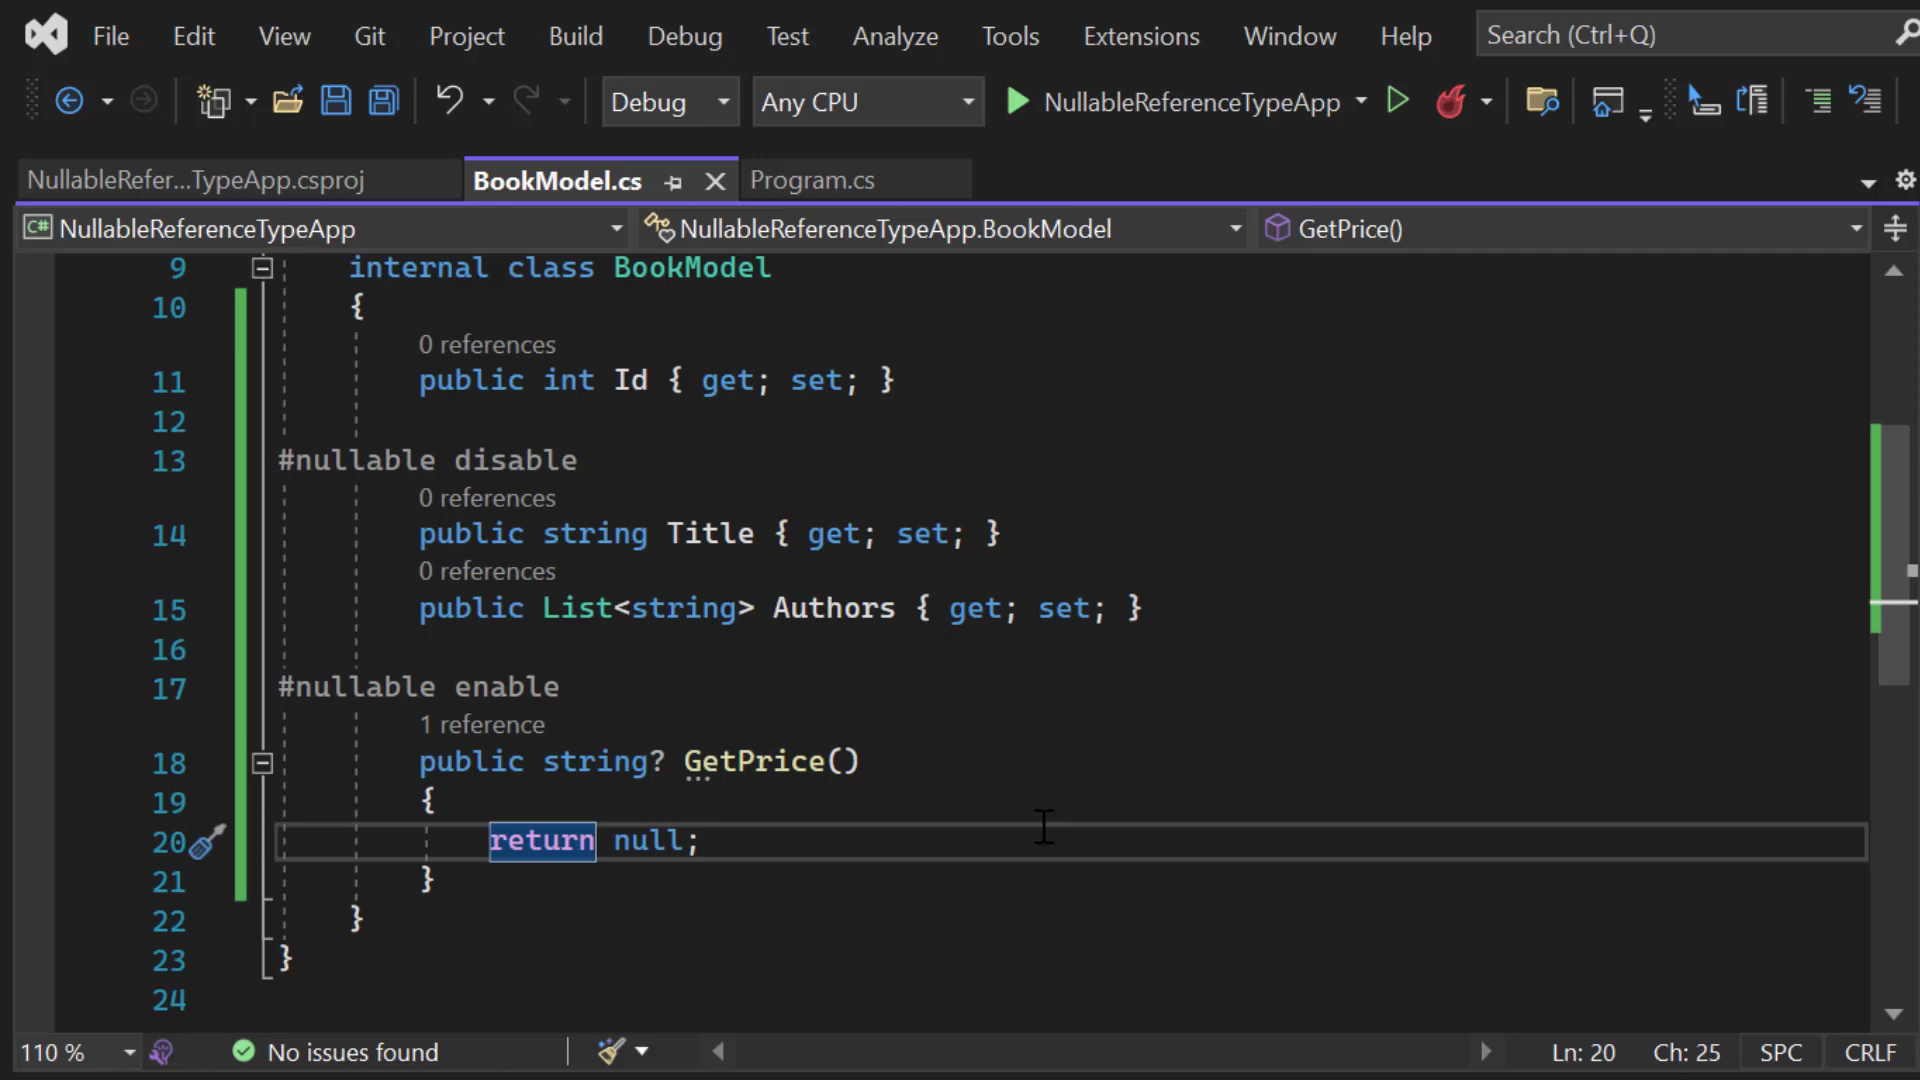 File Edit View Git Project Build Debug Test Analyze Tools Extensions Window Help Search (Ctrl+Q)
Debug Any CPU NullableReferenceTypeApp
NullableRefer...TypeApp.csproj BookModel.cs Program.cs
C# NullableReferenceTypeApp NullableReferenceTypeApp.BookModel GetPrice()
9 internal class BookModel
10 {
0 references
11 public int Id { get; set; }
12
13 #nullable disable
0 references
14 public string Title { get; set; }
0 references
15 public List<string> Authors { get; set; }
16
17 #nullable enable
1 reference
18 public string? GetPrice()
19 {
20 return null;
21 }
22 }
23 }
24
110 % No issues found Ln: 20 Ch: 25 SPC CRLF